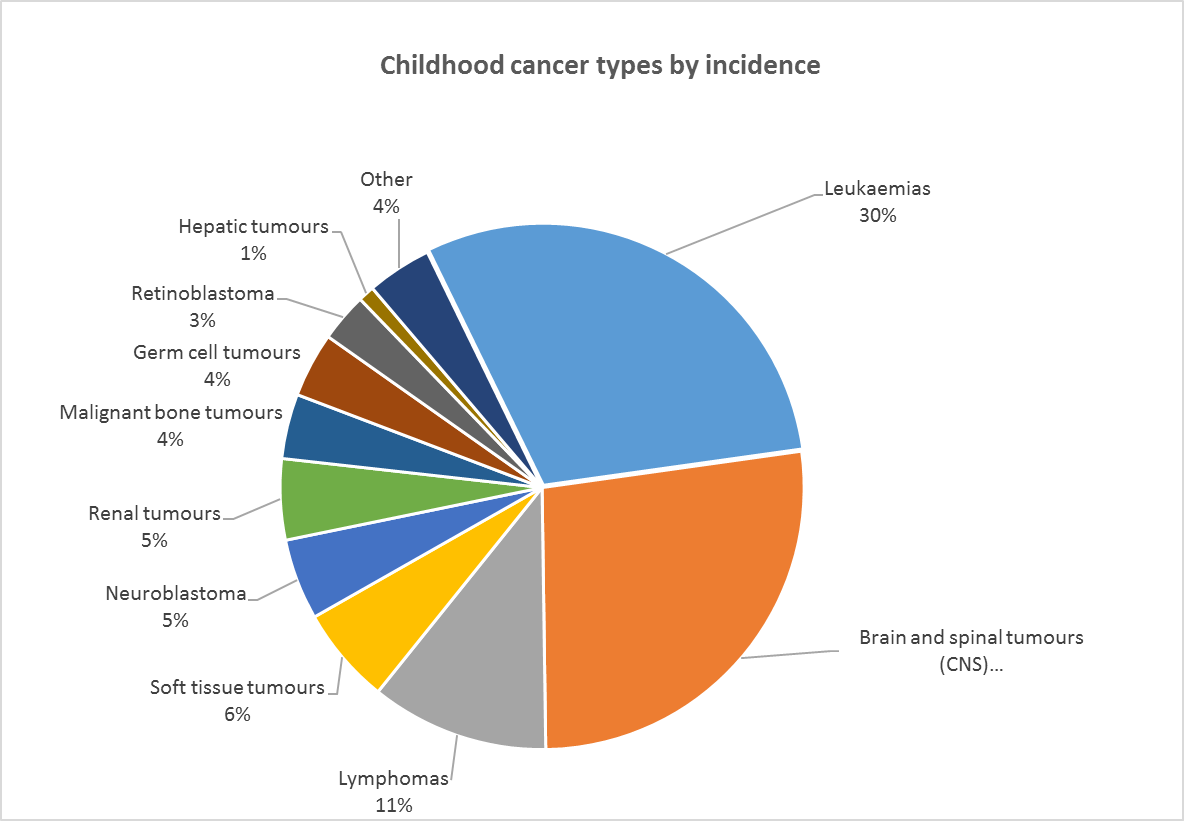 Childhood cancer types by incidence
Other
4%
Leukaemias
30%
Hepatic tumours
1%
Retinoblastoma
3%
Germ cell tumours
4%
Malignant bone tumours
4%
Renal tumours
5%
Neuroblastoma
5%
Brain and spinal tumours
(CNS)...
Soft tissue tumours
6%
Lymphomas
11%